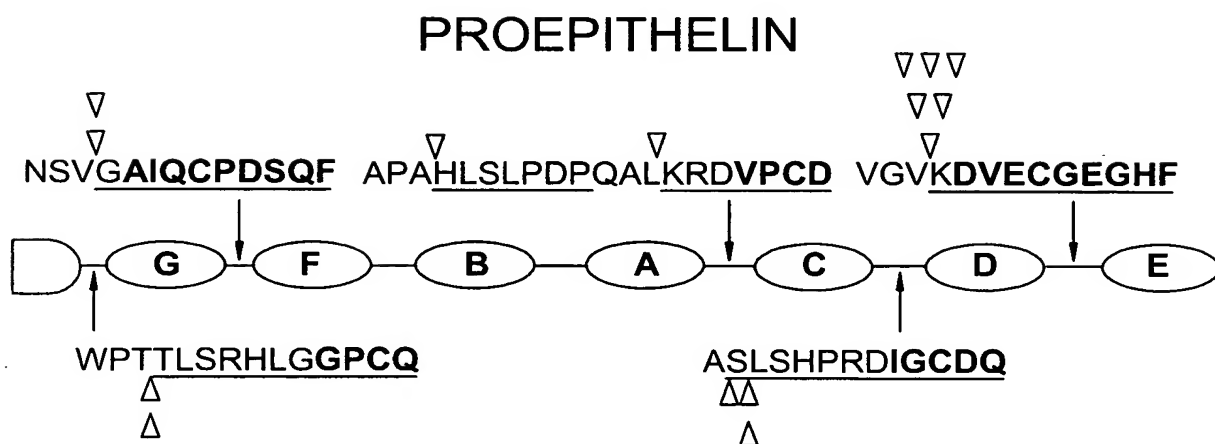 PROEPITHELIN
NSVGAIQCPDSQF APAHLSLPDPQALKRDVPCD VGVKDVECGEGHF
G F B A C D E
WPTTLSRHLGGPCQ ASLSHPRDIGCDQ